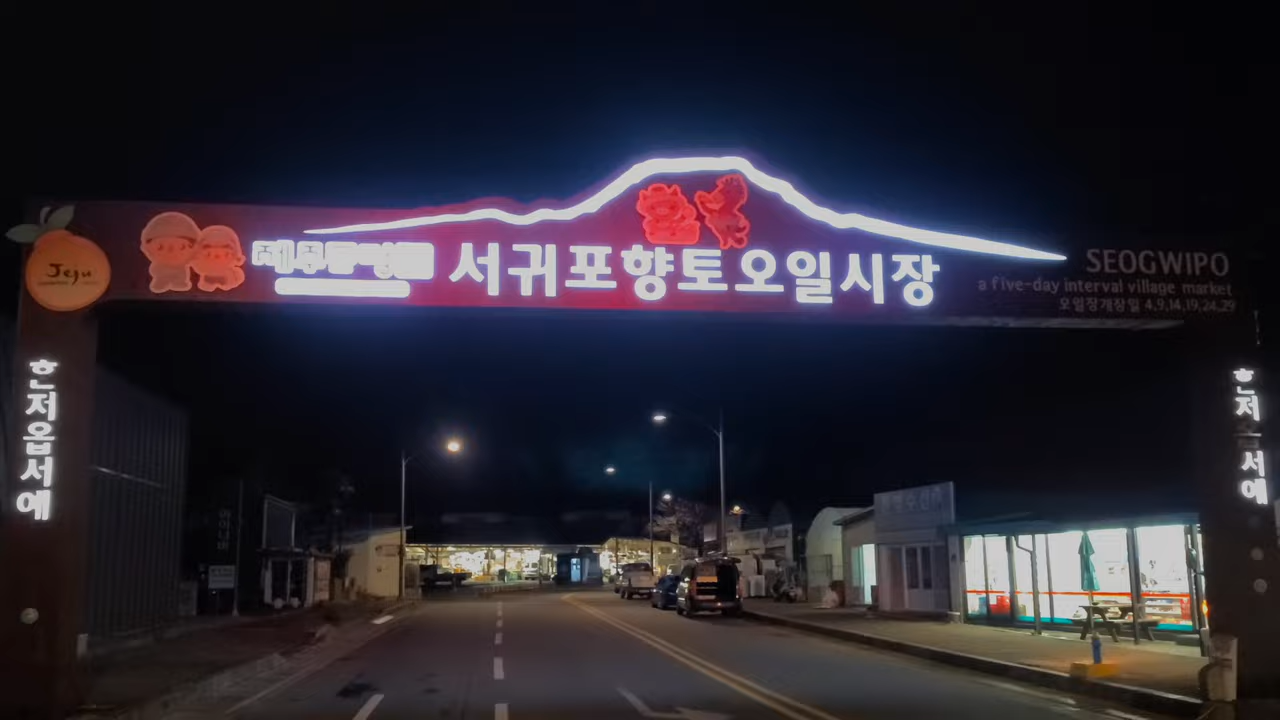 Jeju
서귀포향토오일시장
SEOGWIPO
a five-day interval village market
오일장개장일 4,9,14,19,24,29
혼저옵서예
혼저 서예